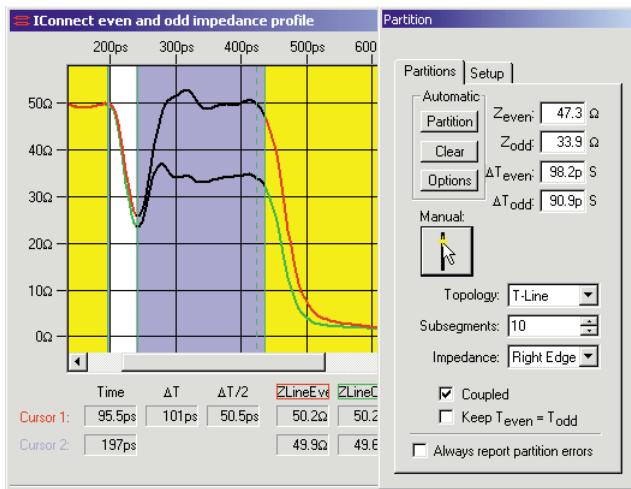 IConnect even and odd impedance profile
200ps 300ps 400ps 500ps 600
50Ω
40Ω
30Ω
20Ω
10Ω
0Ω
Time ΔT ΔT/2 ZLineEve ZLineO
Cursor 1: 95.5ps 101ps 50.5ps 50.2Ω 50.2
Cursor 2: 197ps 49.9Ω 49.6
Partition
Partitions Setup
Automatic
Partition
Clear
Options
Zeven: 47.3 Ω
Zodd: 33.9 Ω
ΔTeven: 98.2p S
ΔTodd: 90.9p S
Manual:
Topology: T-Line
Subsegments: 10
Impedance: Right Edge
Coupled
Keep Teven = Todd
Always report partition errors